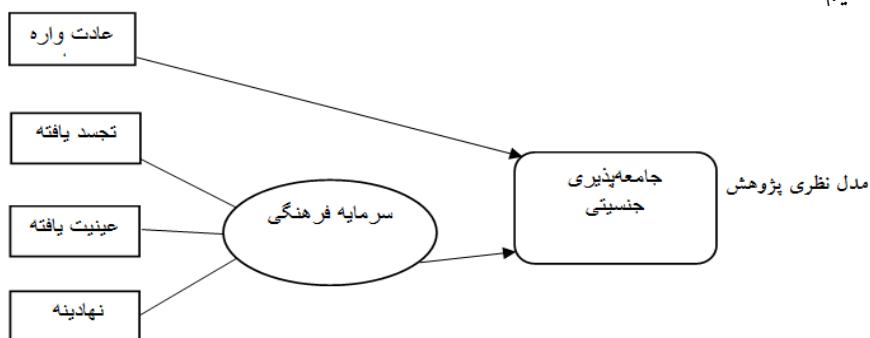 عادت واره
تجسد یافته
عینیت یافته
نهادینه
سرمایه فرهنگی
جامعه‌پذیری
جنسیتی
مدل نظری پژوهش